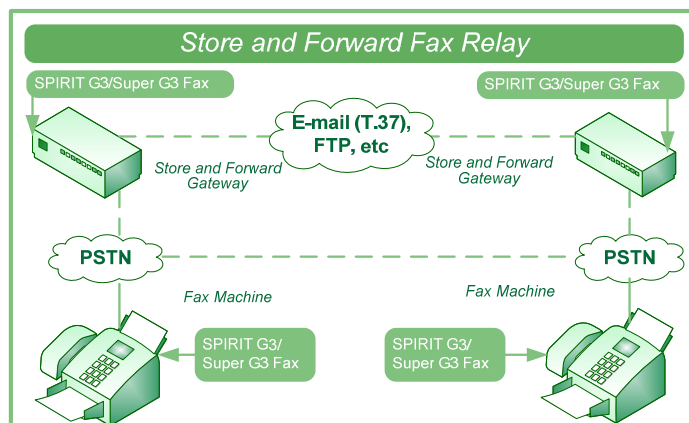 Store and Forward Fax Relay
SPIRIT G3/Super G3 Fax
SPIRIT G3/Super G3 Fax
E-mail (T.37),
FTP, etc
Store and Forward
Gateway
Store and Forward
Gateway
PSTN
PSTN
Fax Machine
Fax Machine
SPIRIT G3/
Super G3 Fax
SPIRIT G3/
Super G3 Fax